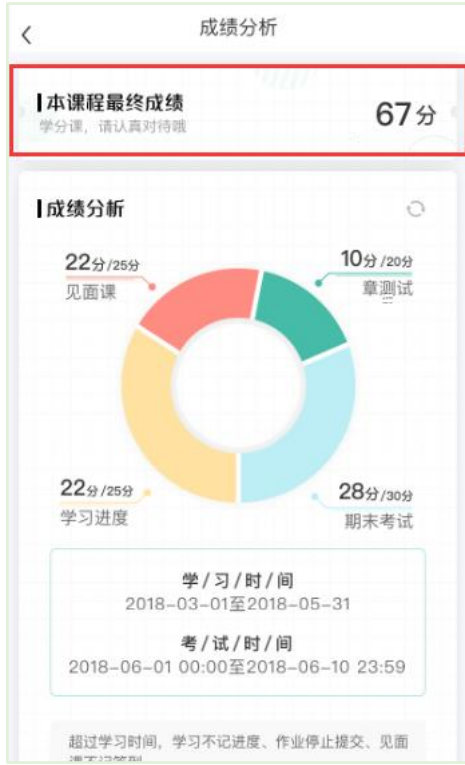 成绩分析
本课程最终成绩
67分
学分课，请认真对待哦
成绩分析
22分/25分
见面课
10分/20分
章测试
22分/25分
学习进度
28分/30分
期末考试
学/习/时/间
2018-03-01至2018-05-31
考/试/时/间
2018-06-01 00:00至2018-06-10 23:59
超过学习时间，学习不记进度、作业停止提交、见面